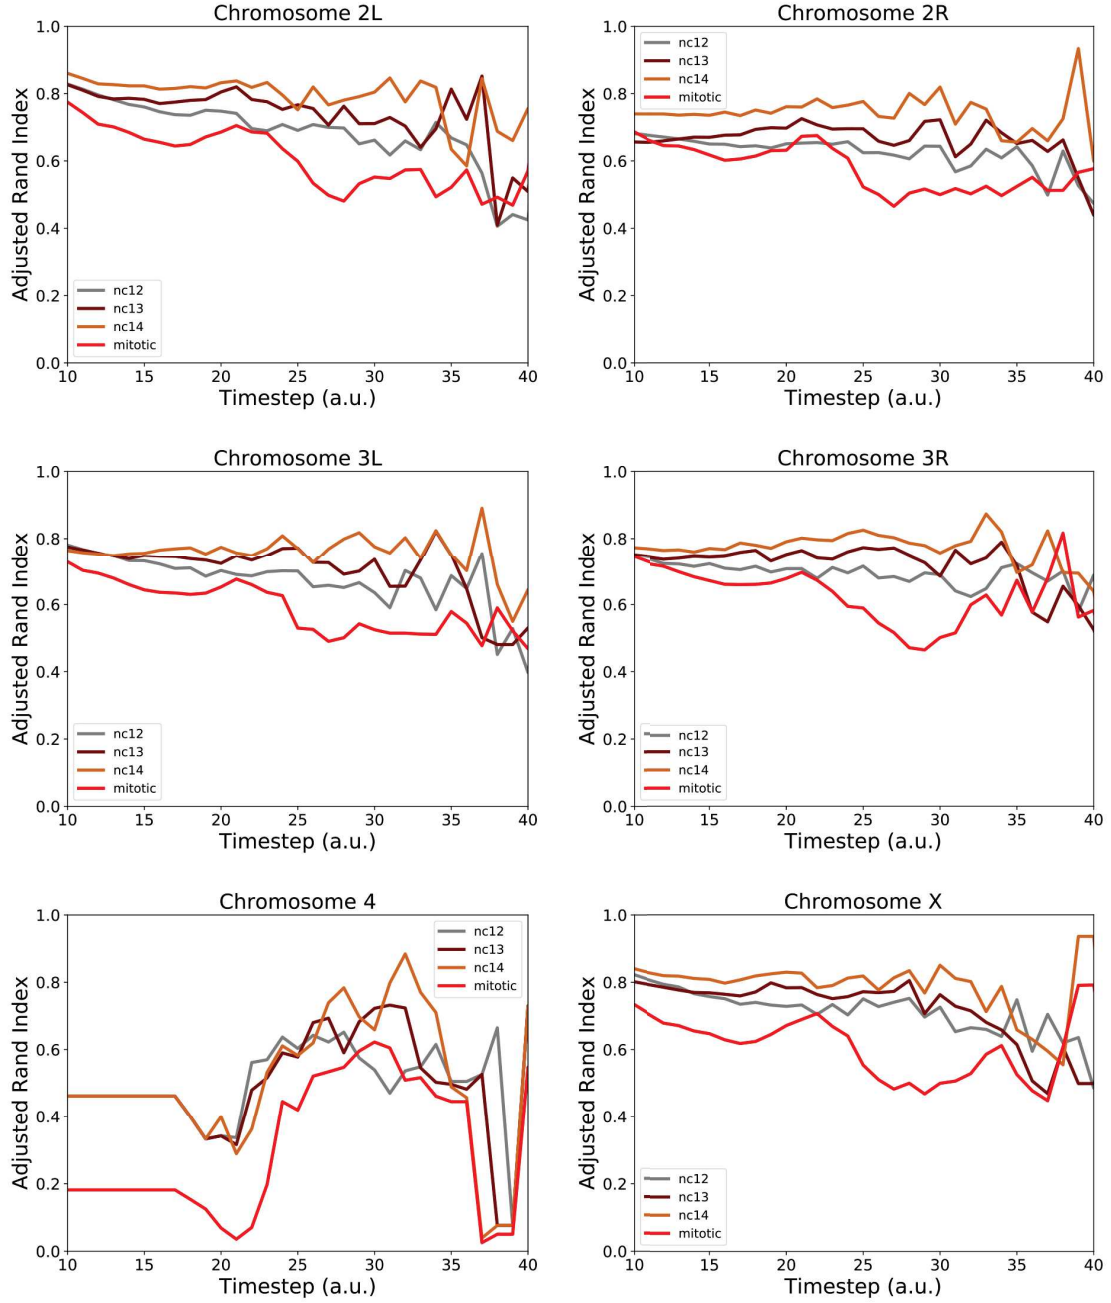 Chromosome 2L
Adjusted Rand Index
1.0
0.8
0.6
0.4
0.2
0.0
nc12
nc13
nc14
mitotic
10 15 20 25 30 35 40
Timestep (a.u.)
Chromosome 2R
Adjusted Rand Index
1.0
0.8
0.6
0.4
0.2
0.0
nc12
nc13
nc14
mitotic
10 15 20 25 30 35 40
Timestep (a.u.)
Chromosome 3L
Adjusted Rand Index
1.0
0.8
0.6
0.4
0.2
0.0
nc12
nc13
nc14
mitotic
10 15 20 25 30 35 40
Timestep (a.u.)
Chromosome 3R
Adjusted Rand Index
1.0
0.8
0.6
0.4
0.2
0.0
nc12
nc13
nc14
mitotic
10 15 20 25 30 35 40
Timestep (a.u.)
Chromosome 4
Adjusted Rand Index
1.0
0.8
0.6
0.4
0.2
0.0
nc12
nc13
nc14
mitotic
10 15 20 25 30 35 40
Timestep (a.u.)
Chromosome X
Adjusted Rand Index
1.0
0.8
0.6
0.4
0.2
0.0
nc12
nc13
nc14
mitotic
10 15 20 25 30 35 40
Timestep (a.u.)